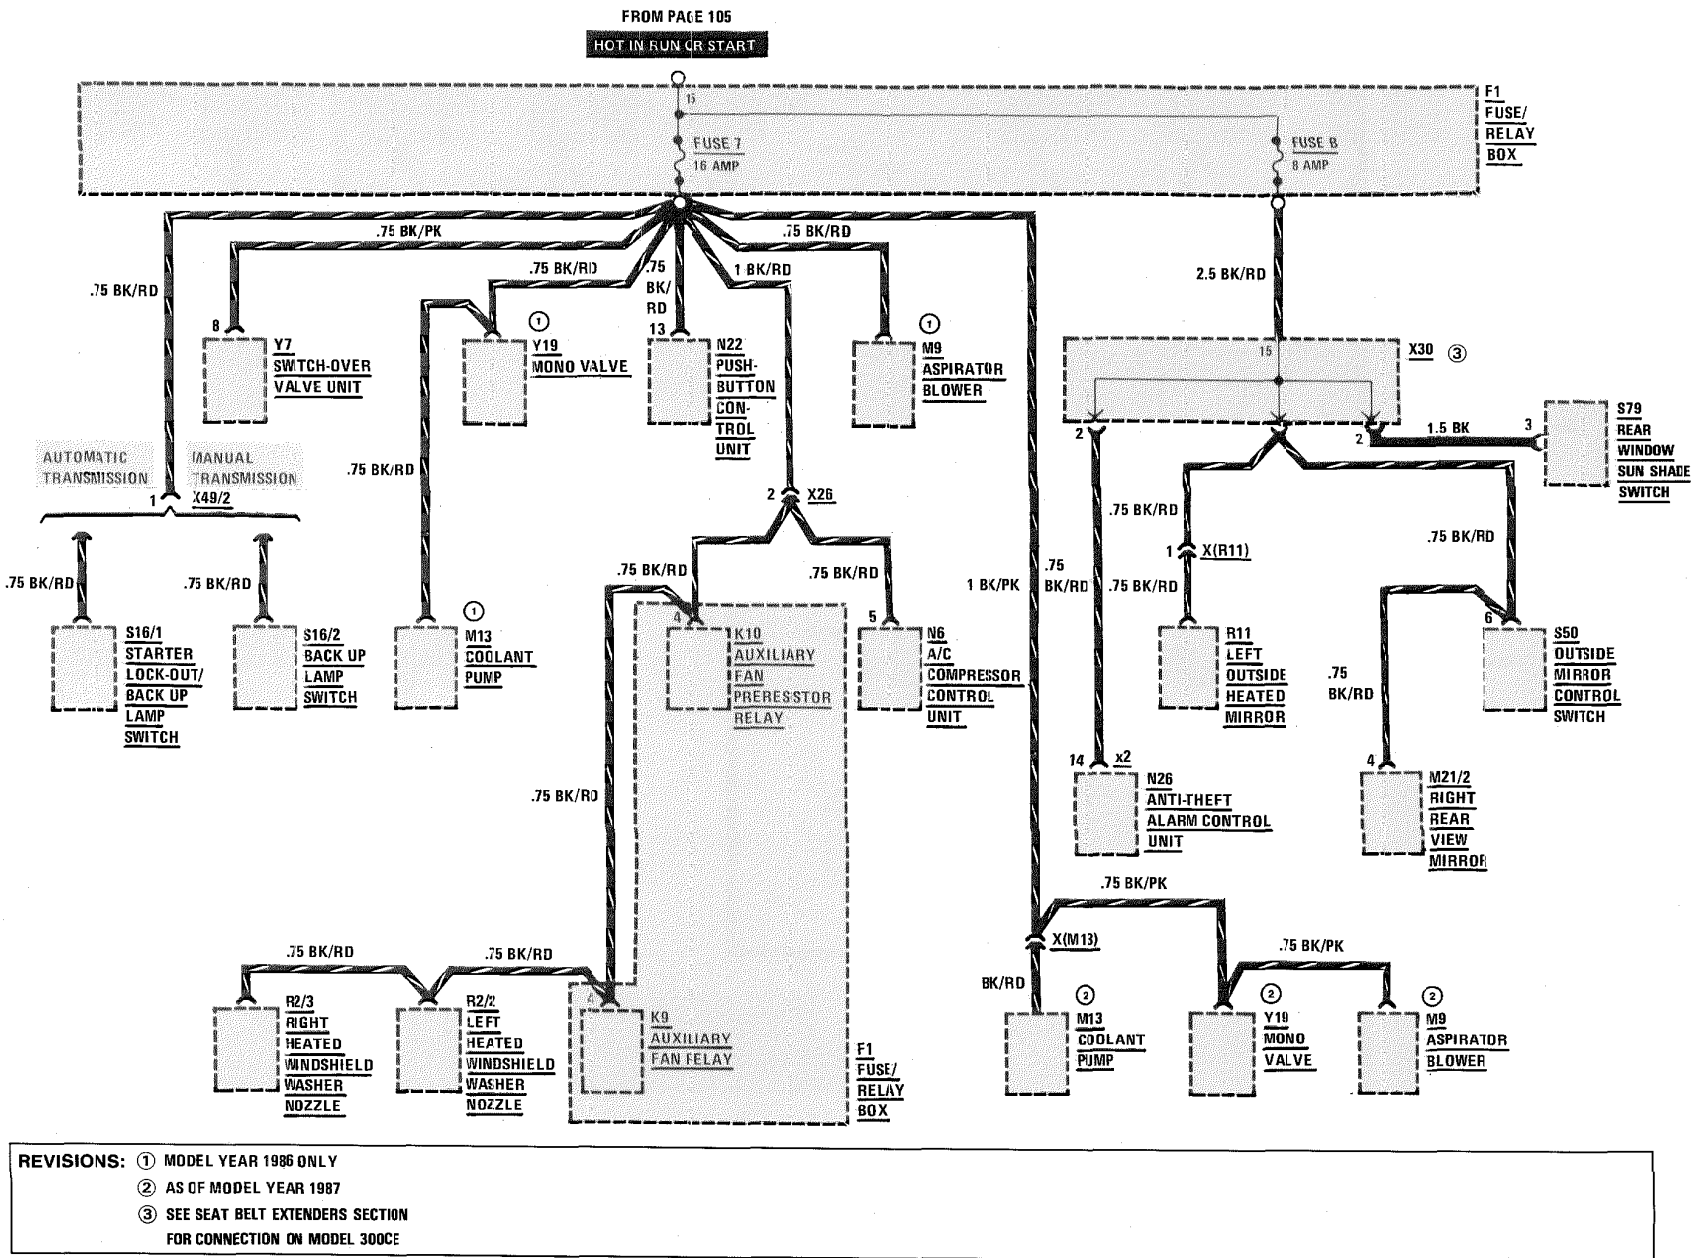 FROM PAGE 105
HOT IN RUN OR START
15
FUSE 7
16 AMP
FUSE 8
8 AMP
F1
FUSE/
RELAY
BOX
.75 BK/PK
.75 BK/RD
.75 BK/RD
.75 BK/RD
.75
BK/
RD
1 BK/RD
2.5 BK/RD
8
Y7
SWITCH-OVER
VALVE UNIT
1
Y19
MONO VALVE
13
N22
PUSH-
BUTTON
CON-
TROL
UNIT
1
M9
ASPIRATOR
BLOWER
15
X30
3
2
2
1.5 BK
3
S79
REAR
WINDOW
SUN SHADE
SWITCH
AUTOMATIC
TRANSMISSION
MANUAL
TRANSMISSION
1
X49/2
.75 BK/RD
2
X26
.75 BK/RD
.75 BK/RD
.75 BK/RD
.75 BK/RD
1 BK/PK
.75
BK/RD
.75 BK/RD
1
X(R11)
.75 BK/RD
.75 BK/RD
S16/1
STARTER
LOCK-OUT/
BACK UP
LAMP
SWITCH
S16/2
BACK UP
LAMP
SWITCH
1
M13
COOLANT
PUMP
4
K10
AUXILIARY
FAN
PRERESSTOR
RELAY
5
N6
A/C
COMPRESSOR
CONTROL
UNIT
R11
LEFT
OUTSIDE
HEATED
MIRROR
6
S50
OUTSIDE
MIRROR
CONTROL
SWITCH
.75
BK/RD
14
x2
N26
ANTI-THEFT
ALARM CONTROL
UNIT
4
M21/2
RIGHT
REAR
VIEW
MIRROR
.75 BK/RD
.75 BK/PK
X(M13)
.75 BK/PK
BK/RD
.75 BK/RD
.75 BK/RD
R2/3
RIGHT
HEATED
WINDSHIELD
WASHER
NOZZLE
R2/2
LEFT
HEATED
WINDSHIELD
WASHER
NOZZLE
4
K9
AUXILIARY
FAN RELAY
F1
FUSE/
RELAY
BOX
2
M13
COOLANT
PUMP
2
Y19
MONO
VALVE
2
M9
ASPIRATOR
BLOWER
REVISIONS: 1 MODEL YEAR 1986 ONLY
2 AS OF MODEL YEAR 1987
3 SEE SEAT BELT EXTENDERS SECTION
FOR CONNECTION ON MODEL 300CE